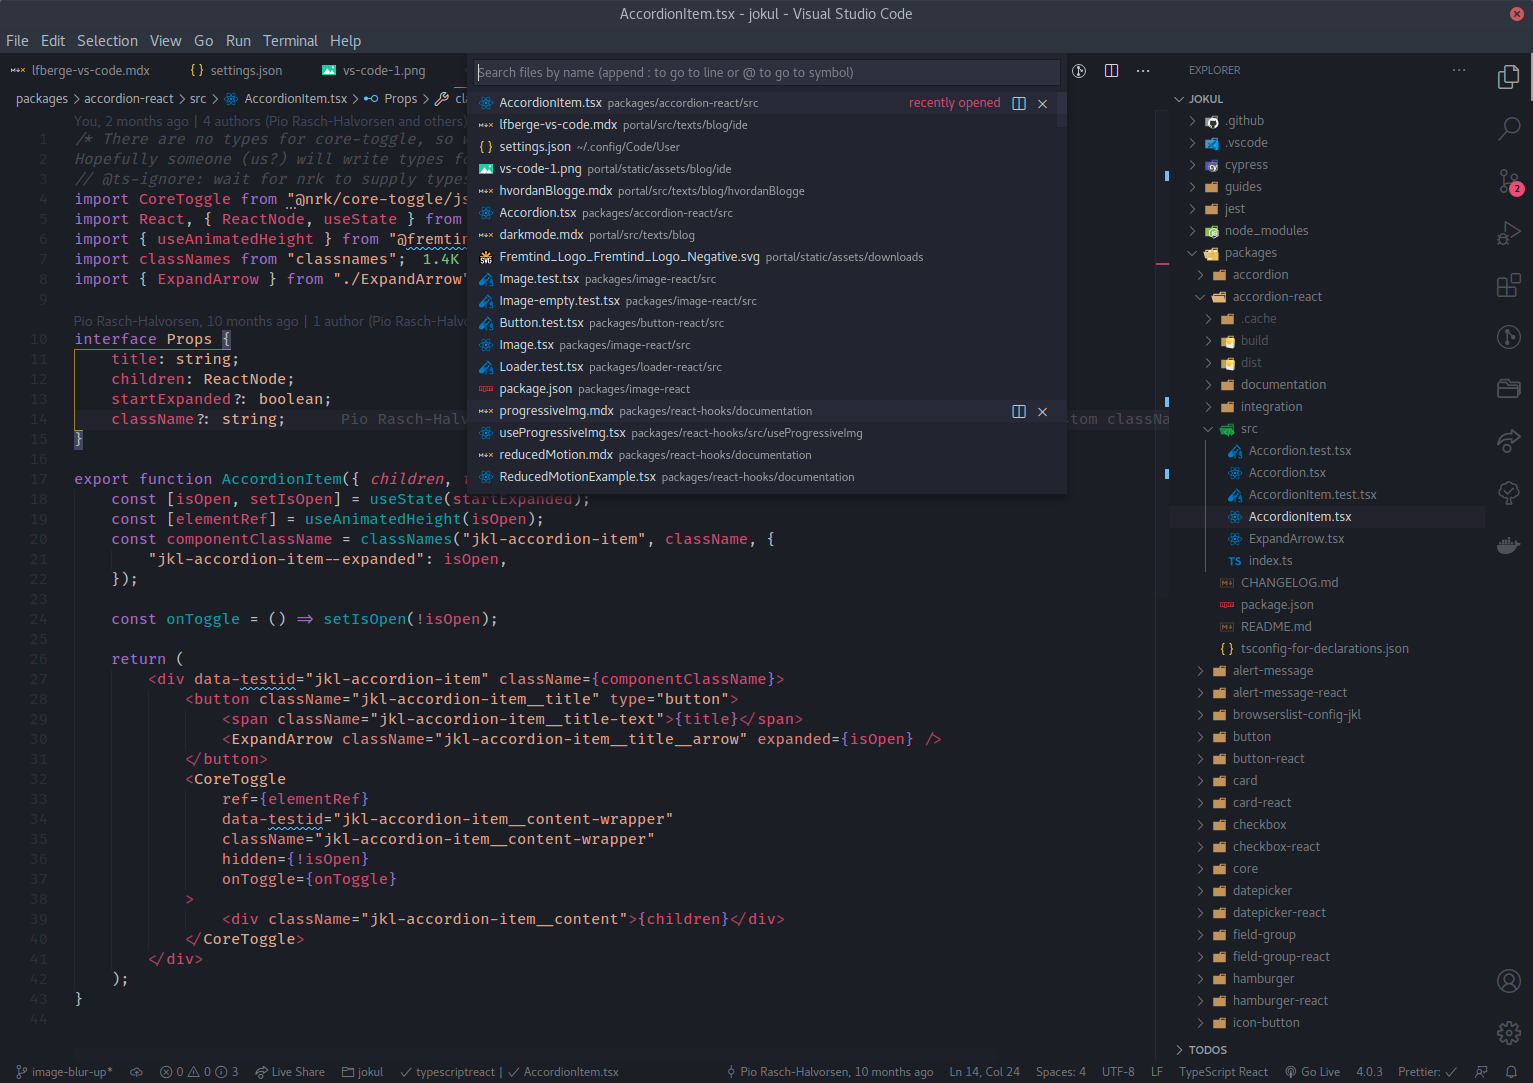 AccordionItem.tsx - jokul - Visual Studio Code
File Edit Selection View Go Run Terminal Help
lfberge-vs-code.mdx
settings.json
vs-code-1.png
packages > accordion-react > src > AccordionItem.tsx > Props >
Search files by name (append : to go to line or @ to go to symbol)
AccordionItem.tsx packages/accordion-react/src recently opened
lfberge-vs-code.mdx portal/src/texts/blog/ide
settings.json ~/.config/Code/User
vs-code-1.png portal/static/assets/blog/ide
hvordanBlogge.mdx portal/src/texts/blog/hvordanBlogge
Accordion.tsx packages/accordion-react/src
darkmode.mdx portal/src/texts/blog
Fremtind_Logo_Fremtind_Logo_Negative.svg portal/static/assets/downloads
Image.test.tsx packages/image-react/src
Image-empty.test.tsx packages/image-react/src
Button.test.tsx packages/button-react/src
Image.tsx packages/image-react/src
Loader.test.tsx packages/loader-react/src
package.json packages/image-react
progressiveImg.mdx packages/react-hooks/documentation
useProgressiveImg.tsx packages/react-hooks/src/useProgressiveImg
reducedMotion.mdx packages/react-hooks/documentation
ReducedMotionExample.tsx packages/react-hooks/documentation
You, 2 months ago | 4 authors (Pio Rasch-Halvorsen and others)
1 /* There are no types for core-toggle, so
2 Hopefully someone (us?) will write types
3 // @ts-ignore: wait for nrk to supply types
4 import CoreToggle from "@nrk/core-toggle/js
5 import React, { ReactNode, useState } from
6 import { useAnimatedHeight } from "@fremtin
7 import classNames from "classnames"; 1.4K
8 import { ExpandArrow } from "./ExpandArrow"
9
Pio Rasch-Halvorsen, 10 months ago | 1 author (Pio Rasch-Halvo
10 interface Props {
11 title: string;
12 children: ReactNode;
13 startExpanded?: boolean;
14 className?: string; Pio Rasch-Halv tom classNa
15 }
16
17 export function AccordionItem({ children,
18 const [isOpen, setIsOpen] = useState(startExpanded);
19 const [elementRef] = useAnimatedHeight(isOpen);
20 const componentClassName = classNames("jkl-accordion-item", className, {
21 "jkl-accordion-item--expanded": isOpen,
22 });
23
24 const onToggle = () => setIsOpen(!isOpen);
25
26 return (
27 <div data-testid="jkl-accordion-item" className={componentClassName}>
28 <button className="jkl-accordion-item__title" type="button">
29 <span className="jkl-accordion-item__title-text">{title}</span>
30 <ExpandArrow className="jkl-accordion-item__title__arrow" expanded={isOpen} />
31 </button>
32 <CoreToggle
33 ref={elementRef}
34 data-testid="jkl-accordion-item__content-wrapper"
35 className="jkl-accordion-item__content-wrapper"
36 hidden={!isOpen}
37 onToggle={onToggle}
38 >
39 <div className="jkl-accordion-item__content">{children}</div>
40 </CoreToggle>
41 </div>
42 );
43 }
44
EXPLORER
JOKUL
.github
.vscode
cypress
guides
jest
node_modules
packages
accordion
accordion-react
.cache
build
dist
documentation
integration
src
Accordion.test.tsx
Accordion.tsx
AccordionItem.test.tsx
AccordionItem.tsx
ExpandArrow.tsx
TS index.ts
CHANGELOG.md
package.json
README.md
tsconfig-for-declarations.json
alert-message
alert-message-react
browserslist-config-jkl
button
button-react
card
card-react
checkbox
checkbox-react
core
datepicker
datepicker-react
field-group
field-group-react
hamburger
hamburger-react
icon-button
TODOS
2
image-blur-up* 0 0 3 Live Share jokul typescriptreact | AccordionItem.tsx Pio Rasch-Halvorsen, 10 months ago Ln 14, Col 24 Spaces: 4 UTF-8 LF TypeScript React Go Live 4.0.3 Prettier: